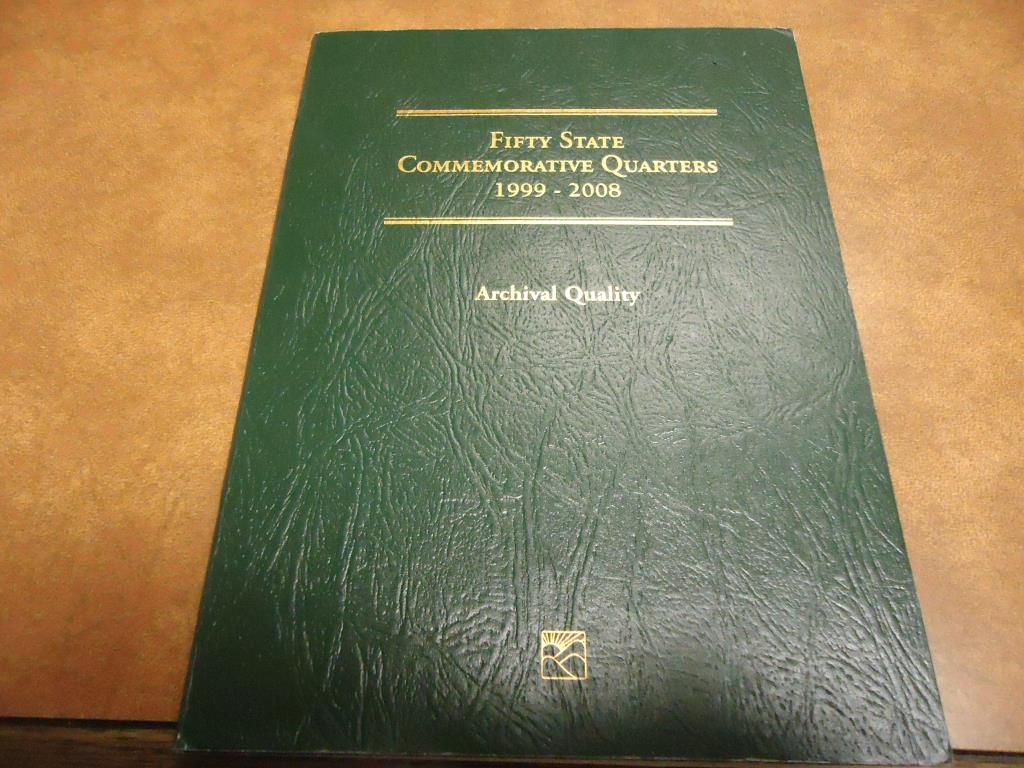 Fifty State
Commemorative Quarters
1999 - 2008
Archival Quality